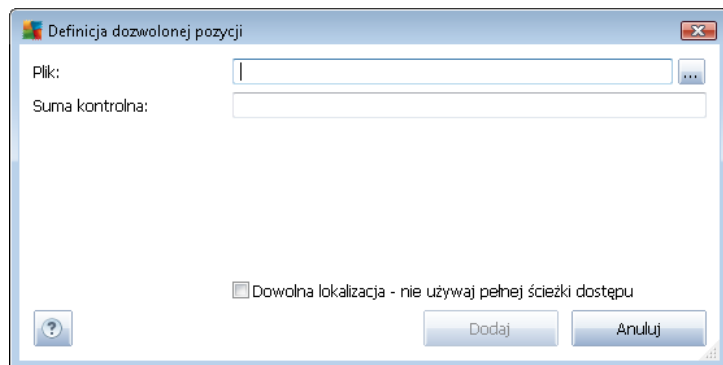 Definicja dozwolonej pozycji
Plik:
...
Suma kontrolna:
Dowolna lokalizacja - nie używaj pełnej ścieżki dostępu
?
Dodaj
Anuluj